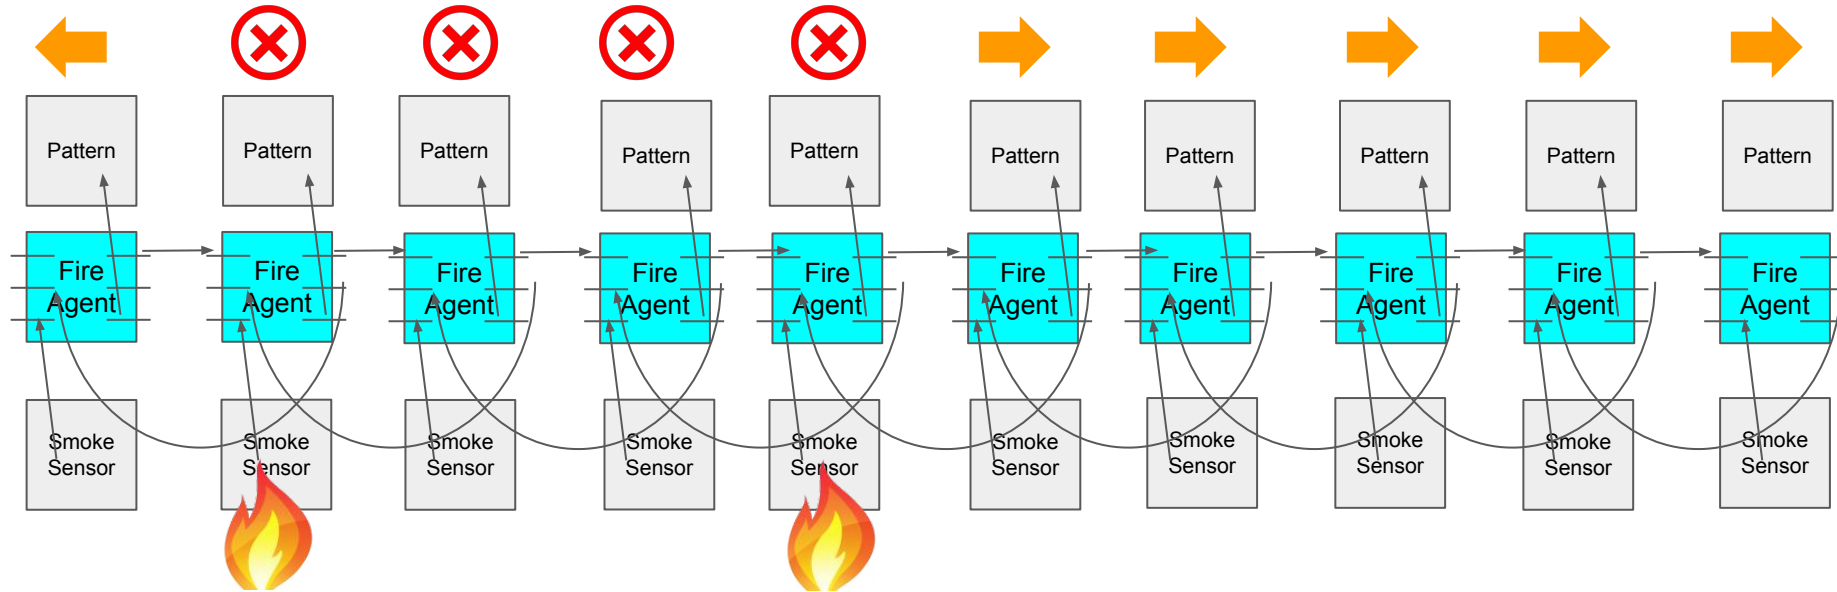 Pattern
Pattern
Pattern
Pattern
Pattern
Pattern
Pattern
Pattern
Pattern
Pattern
Fire
Agent
Fire
Agent
Fire
Agent
Fire
Agent
Fire
Agent
Fire
Agent
Fire
Agent
Fire
Agent
Fire
Agent
Fire
Agent
Smoke
Sensor
Smoke
Sensor
Smoke
Sensor
Smoke
Sensor
Smoke
Sensor
Smoke
Sensor
Smoke
Sensor
Smoke
Sensor
Smoke
Sensor
Smoke
Sensor